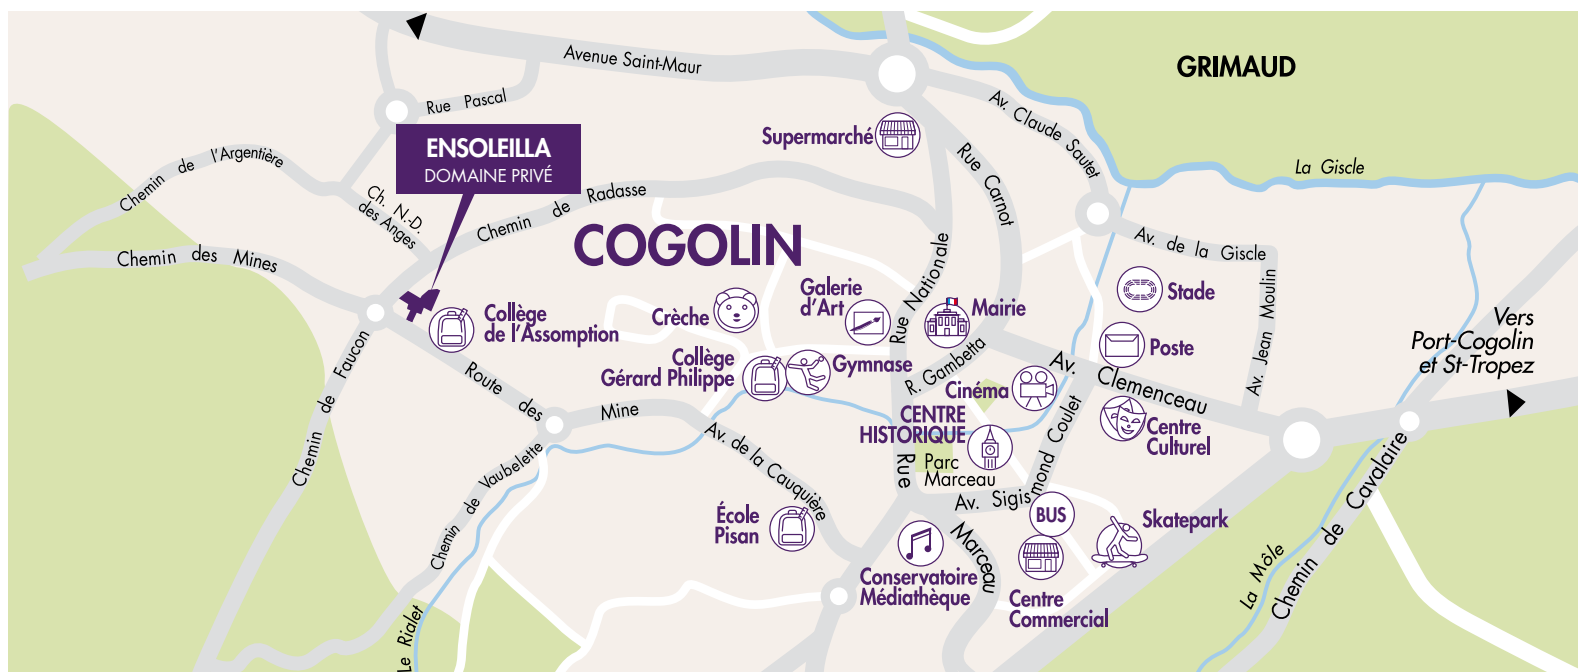 Avenue Saint-Maur
GRIMAUD
Rue Pascal
Av. Claude Sautet
ENSOLEILLA
DOMAINE PRIVÉ
Supermarché
Rue Carnot
La Giscle
Chemin de l'Argentière
Ch. N.-D.
des Anges
Chemin de Radasse
COGOLIN
Chemin des Mines
Rue Nationale
Av. de la Giscle
Stade
Av. Jean Moulin
Collège
de l'Assomption
Crèche
Galerie
d'Art
Mairie
Vers
Port-Cogolin
et St-Tropez
Poste
Chemin de Faucon
Collège
Gérard Philippe
Gymnase
R. Gambetta
Av. Clemenceau
Route des Mine
Cinéma
CENTRE
HISTORIQUE
Centre
Culturel
Av. de la Cauquière
Rue Marceau
Parc
Marceau
Av. Sigismond Coulet
Chemin de Vaubelette
École
Pisan
BUS
Skatepark
Chemin de Cavalaire
Conservatoire
Médiathèque
Centre
Commercial
La Môle
Le Rialet